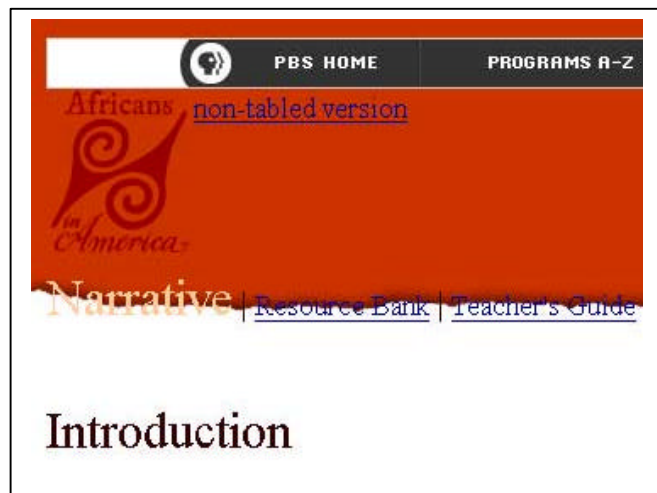 PBS HOME PROGRAMS A-Z
Africans non-tabled version
in
America
Narrative | Resource Bank | Teacher's Guide
Introduction